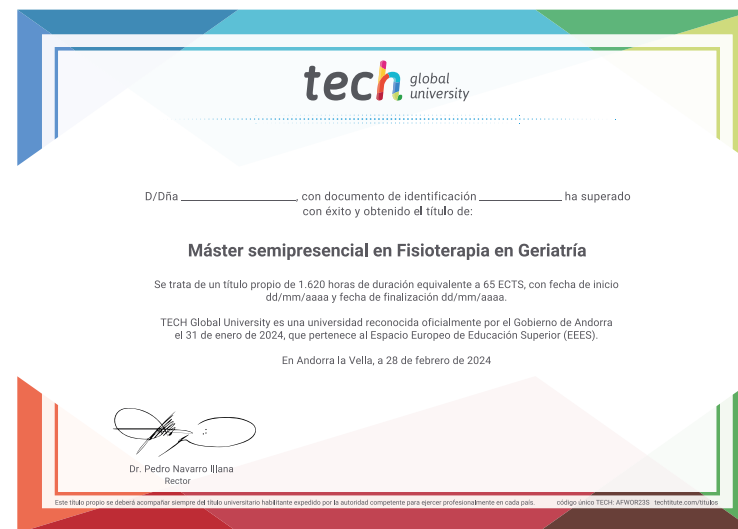 tech global
university
D/Dña ______________, con documento de identificación ____________ ha superado
con éxito y obtenido el título de:
Máster semipresencial en Fisioterapia en Geriatría
Se trata de un título propio de 1.620 horas de duración equivalente a 65 ECTS, con fecha de inicio
dd/mm/aaaa y fecha de finalización dd/mm/aaaa.
TECH Global University es una universidad reconocida oficialmente por el Gobierno de Andorra
el 31 de enero de 2024, que pertenece al Espacio Europeo de Educación Superior (EEES).
En Andorra la Vella, a 28 de febrero de 2024
Dr. Pedro Navarro Illana
Rector
Este título propio se deberá acompañar siempre del título universitario habilitante expedido por la autoridad competente para ejercer profesionalmente en cada país. código único TECH: AFWOR23S techtitute.com/titulos